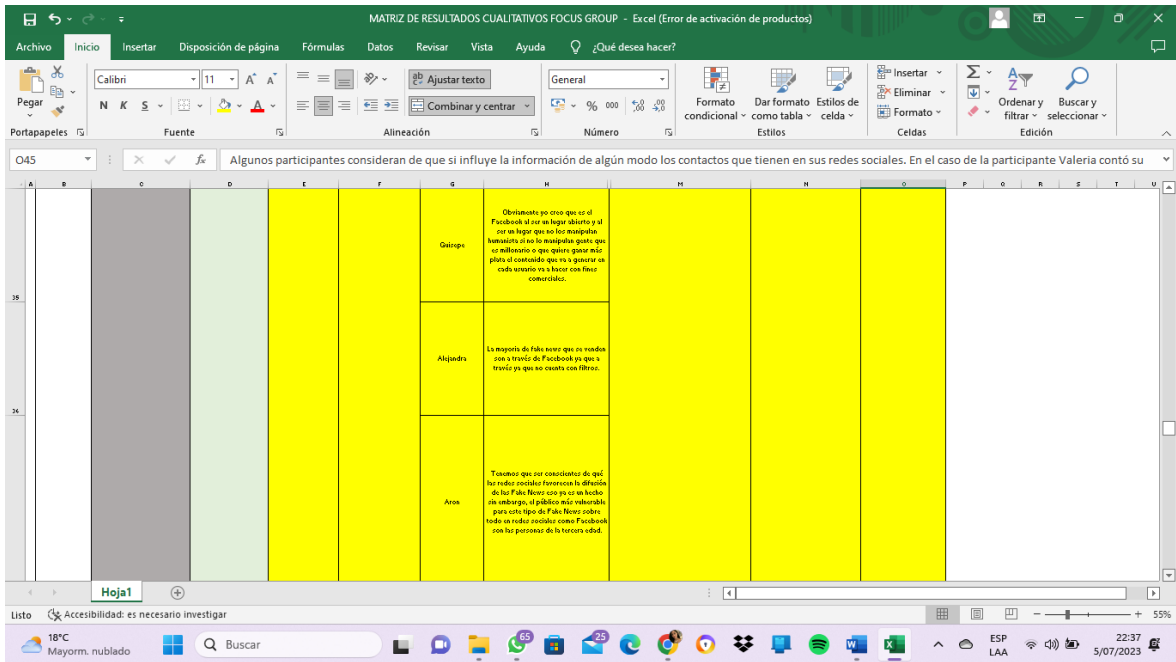 MATRIZ DE RESULTADOS CUALITATIVOS FOCUS GROUP - Excel (Error de activación de productos)
Archivo Inicio Insertar Disposición de página Fórmulas Datos Revisar Vista Ayuda ¿Qué desea hacer?
Pegar
Portapapeles
Calibri 11
N K S
Fuente
Ajustar texto
Combinar y centrar
Alineación
General
% 000
Número
Formato condicional
Dar formato como tabla
Estilos de celda
Estilos
Insertar
Eliminar
Formato
Celdas
Ordenar y filtrar
Buscar y seleccionar
Edición
O45
fx
Algunos participantes consideran de que si influye la información de algún modo los contactos que tienen en sus redes sociales. En el caso de la participante Valeria contó su
A B C D E F G H M N O P Q R S T U
Guisepe
Obviamente yo creo que es el
Facebook al ser un lugar abierto y al
ser un lugar que no los manipulan
humanista si no lo manipulan gente que
es millonario o que quiere ganar más
plata el contenido que va a generar en
cada usuario va a hacer con fines
comerciales.
35
Alejandra
La mayoría de fake news que se venden
son a través de Facebook ya que a
través ya que no cuenta con filtros.
36
Aron
Tenemos que ser conscientes de qué
las redes sociales favorecen la difusión
de las Fake News eso ya es un hecho
sin embargo, el público más vulnerable
para este tipo de Fake News sobre
todo en redes sociales como Facebook
son las personas de la tercera edad.
Hoja1
Listo Accesibilidad: es necesario investigar
55%
18°C
Mayorm. nublado
Buscar
65
25
ESP
LAA
22:37
5/07/2023